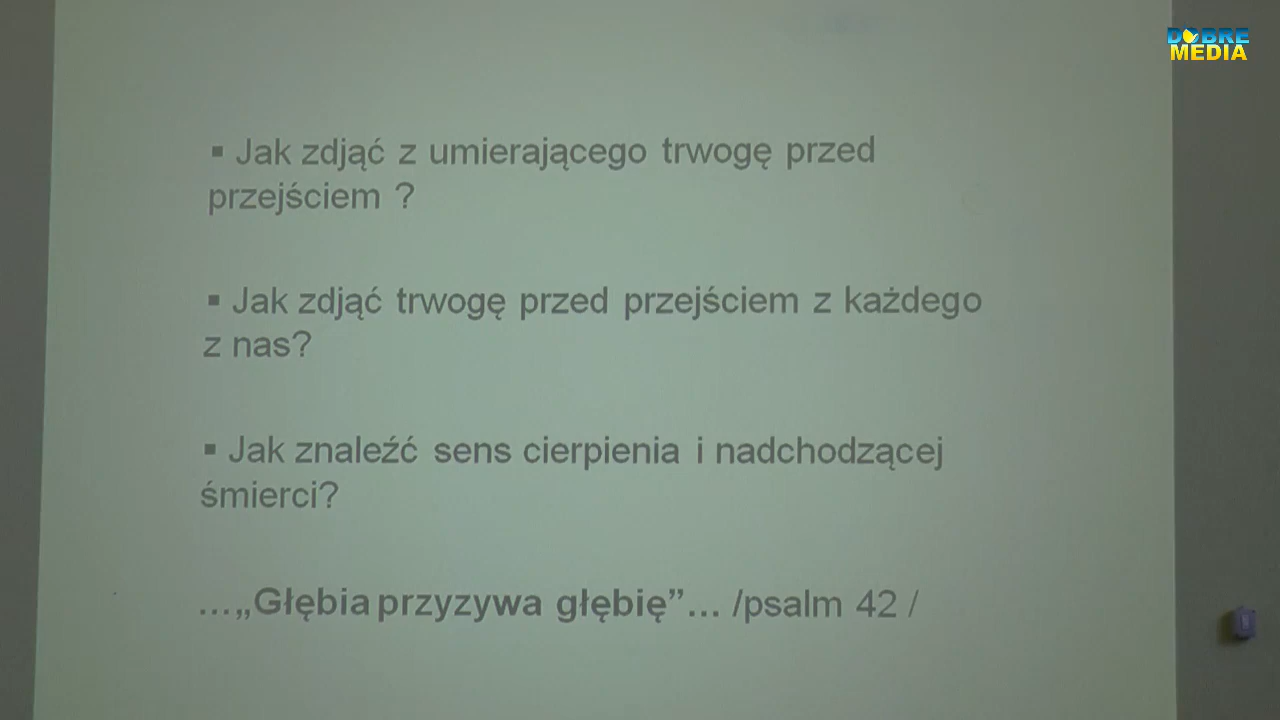 DOBRE
MEDIA
▪ Jak zdjąć z umierającego trwogę przed
przejściem ?
▪ Jak zdjąć trwogę przed przejściem z każdego
z nas?
▪ Jak znaleźć sens cierpienia i nadchodzącej
śmierci?
...„Głębia przyzywa głębię”... /psalm 42 /